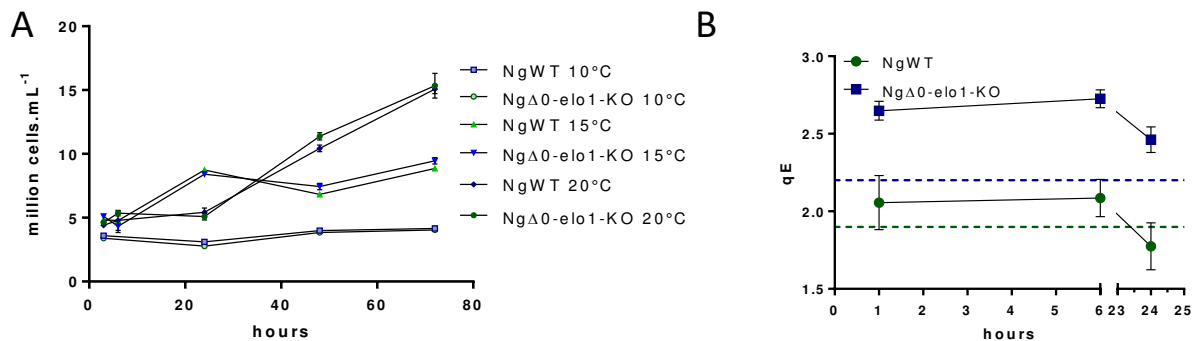 A
million cells.mL-1
20
15
10
5
0
0 20 40 60 80
hours
NgWT 10°C
NgΔ0-elo1-KO 10°C
NgWT 15°C
NgΔ0-elo1-KO 15°C
NgWT 20°C
NgΔ0-elo1-KO 20°C
B
qE
3.0
2.5
2.0
1.5
NgWT
NgΔ0-elo1-KO
0 1 2 3 4 5 6 23 24 25
hours